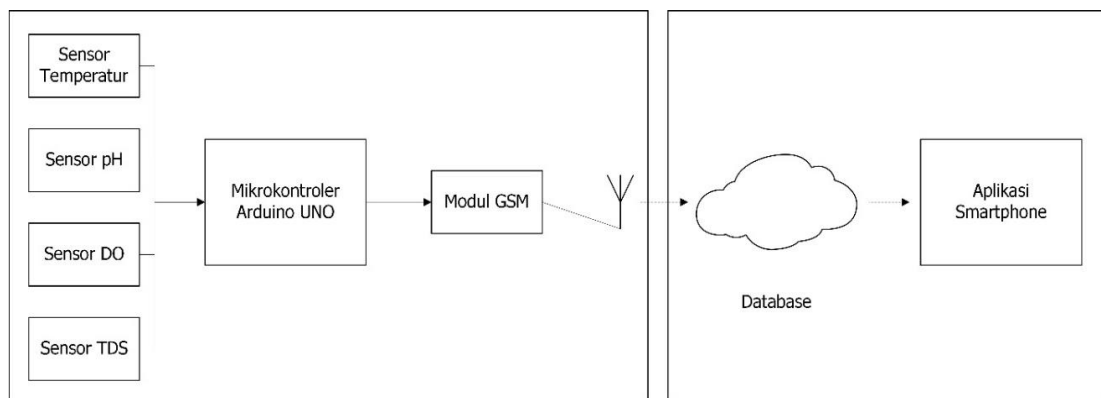 Sensor
Temperatur
Sensor pH
Sensor DO
Sensor TDS
Mikrokontroler
Arduino UNO
Modul GSM
Database
Aplikasi
Smartphone